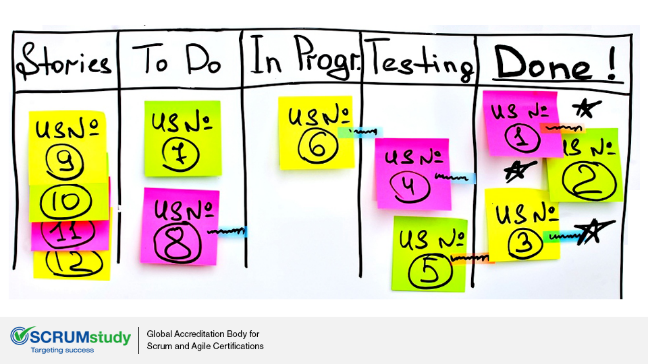 Stories
To Do
In Progr.
Testing
Done!
US №
9
10
11
12
US №
7
US №
8
US №
6
US №
4
US №
5
US №
1
US №
2
US №
3
SCRUMstudy
Targeting success
Global Accreditation Body for
Scrum and Agile Certifications